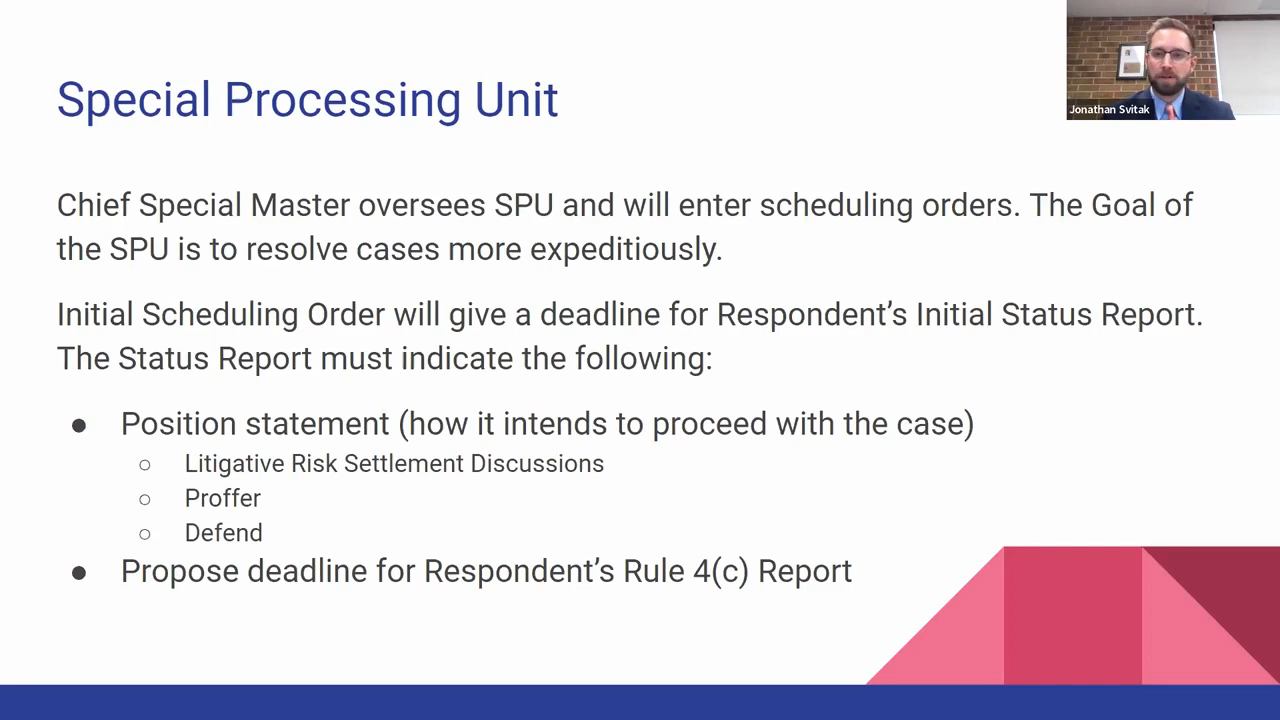 Special Processing Unit
Jonathan Svitak
Chief Special Master oversees SPU and will enter scheduling orders. The Goal of
the SPU is to resolve cases more expeditiously.
Initial Scheduling Order will give a deadline for Respondent’s Initial Status Report.
The Status Report must indicate the following:
● Position statement (how it intends to proceed with the case)
○ Litigative Risk Settlement Discussions
○ Proffer
○ Defend
● Propose deadline for Respondent’s Rule 4(c) Report